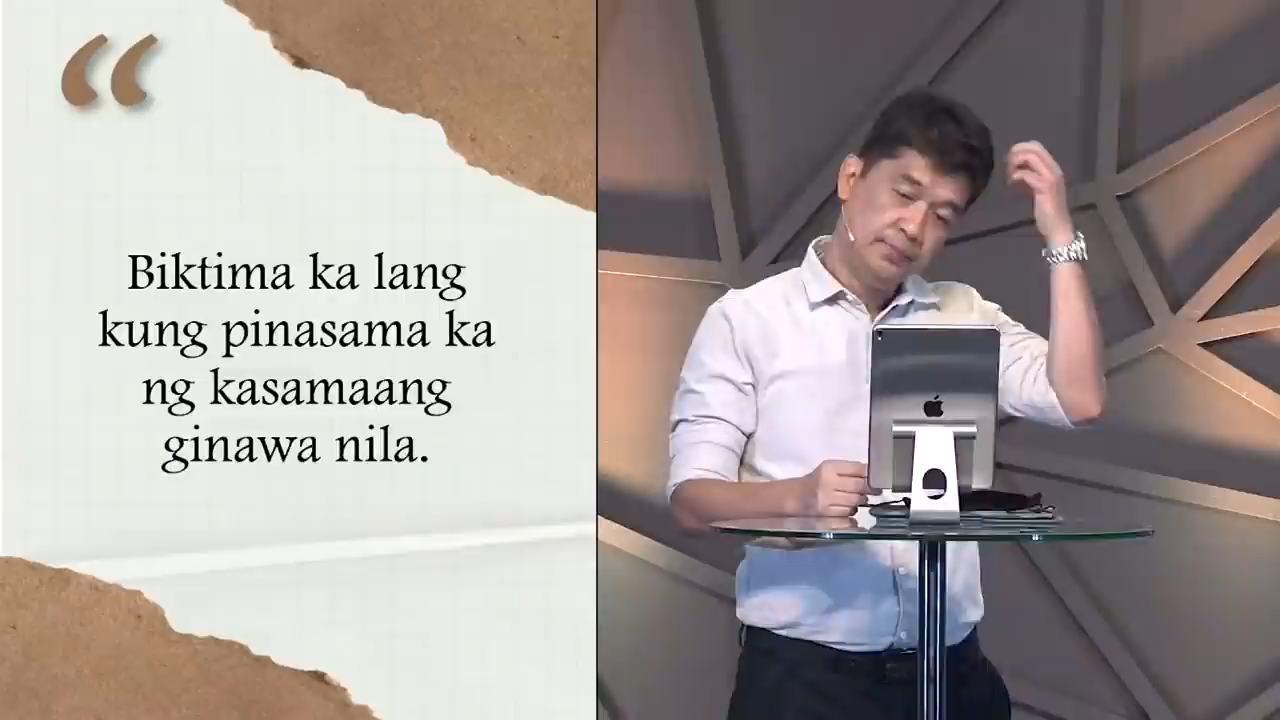 Biktima ka lang
kung pinasama ka
ng kasamaang
ginawa nila.